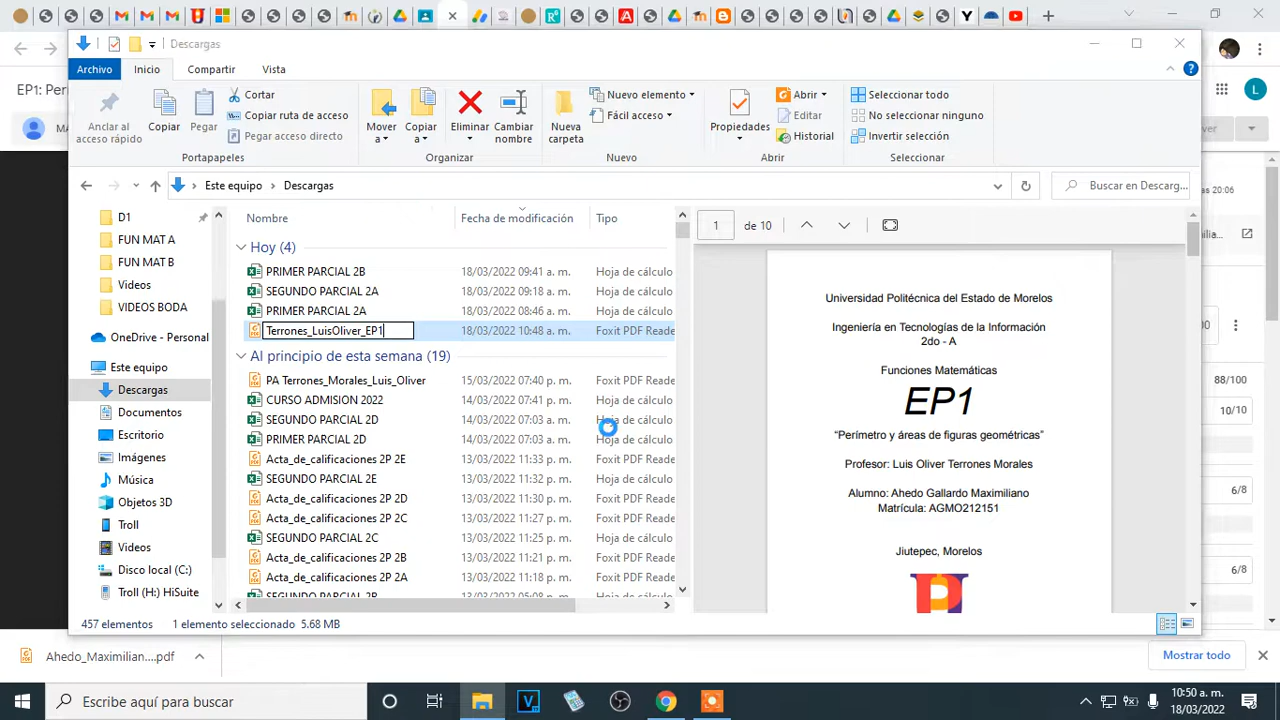 Descargas
Archivo Inicio Compartir Vista
Anclar al acceso rápido
Copiar
Pegar
Cortar
Copiar ruta de acceso
Pegar acceso directo
Portapapeles
Mover a
Copiar a
Eliminar
Cambiar nombre
Organizar
Nueva carpeta
Nuevo elemento
Fácil acceso
Nuevo
Propiedades
Abrir
Editar
Historial
Abrir
Seleccionar todo
No seleccionar ninguno
Invertir selección
Seleccionar
EP1: Per
L
Este equipo > Descargas
Buscar en Descarg...
D1
FUN MAT A
FUN MAT B
Videos
VIDEOS BODA
OneDrive - Personal
Este equipo
Descargas
Documentos
Escritorio
Imágenes
Música
Objetos 3D
Troll
Videos
Disco local (C:)
Troll (H:) HiSuite
Nombre Fecha de modificación Tipo
Hoy (4)
PRIMER PARCIAL 2B 18/03/2022 09:41 a. m. Hoja de cálculo
SEGUNDO PARCIAL 2A 18/03/2022 09:18 a. m. Hoja de cálculo
PRIMER PARCIAL 2A 18/03/2022 08:46 a. m. Hoja de cálculo
Terrones_LuisOliver_EP1 18/03/2022 10:48 a. m. Foxit PDF Reade
Al principio de esta semana (19)
PA Terrones_Morales_Luis_Oliver 15/03/2022 07:40 p. m. Foxit PDF Reade
CURSO ADMISION 2022 14/03/2022 07:41 p. m. Hoja de cálculo
SEGUNDO PARCIAL 2D 14/03/2022 07:03 a. m. Hoja de cálculo
PRIMER PARCIAL 2D 14/03/2022 07:03 a. m. Hoja de cálculo
Acta_de_calificaciones 2P 2E 13/03/2022 11:33 p. m. Foxit PDF Reade
SEGUNDO PARCIAL 2E 13/03/2022 11:32 p. m. Hoja de cálculo
Acta_de_calificaciones 2P 2D 13/03/2022 11:30 p. m. Foxit PDF Reade
Acta_de_calificaciones 2P 2C 13/03/2022 11:27 p. m. Foxit PDF Reade
SEGUNDO PARCIAL 2C 13/03/2022 11:25 p. m. Hoja de cálculo
Acta_de_calificaciones 2P 2B 13/03/2022 11:21 p. m. Foxit PDF Reade
Acta_de_calificaciones 2P 2A 13/03/2022 11:18 p. m. Foxit PDF Reade
1 de 10
Universidad Politécnica del Estado de Morelos
Ingeniería en Tecnologías de la Información
2do - A
Funciones Matemáticas
EP1
“Perímetro y áreas de figuras geométricas”
Profesor: Luis Oliver Terrones Morales
Alumno: Ahedo Gallardo Maximiliano
Matrícula: AGMO212151
Jiutepec, Morelos
20:06
88/100
10/10
6/8
6/8
457 elementos 1 elemento seleccionado 5.68 MB
Ahedo_Maximilian....pdf
Mostrar todo
Escribe aquí para buscar
10:50 a. m.
18/03/2022